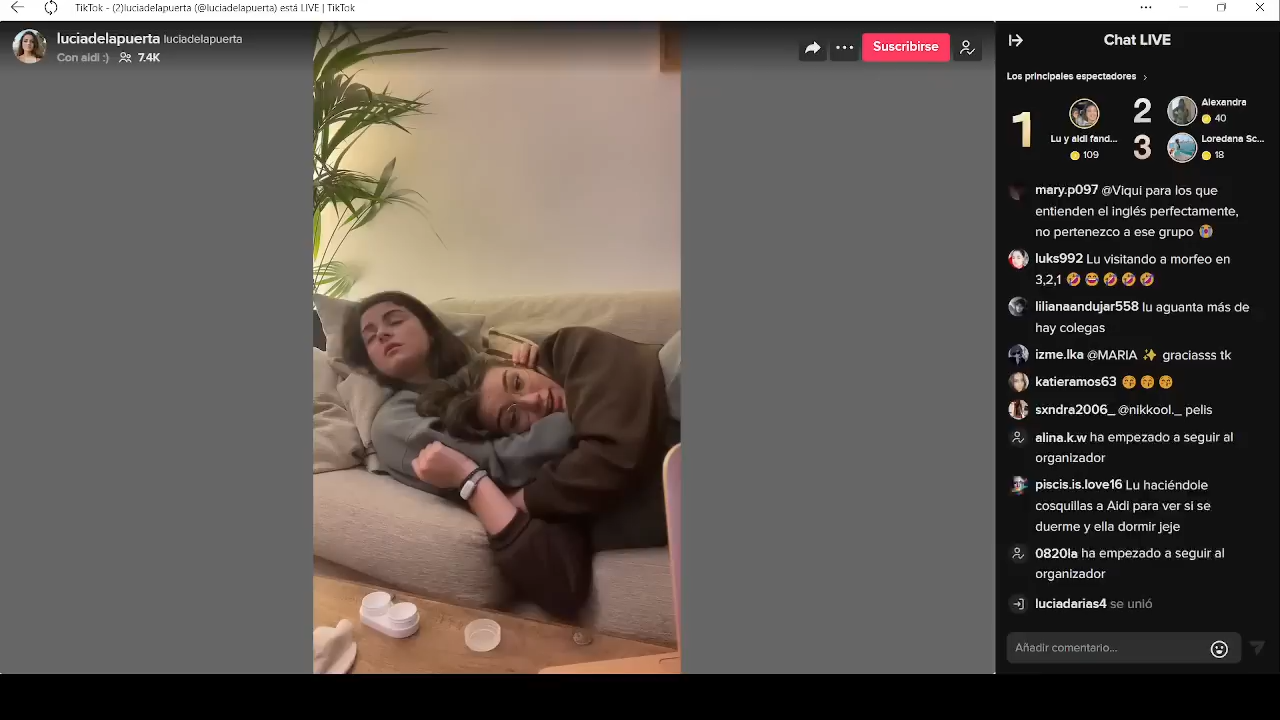 TikTok - (2)luciadelapuerta (@luciadelapuerta) está LIVE | TikTok
luciadelapuerta luciadelapuerta
Con aidi :) 7.4K
Suscribirse
Chat LIVE
Los principales espectadores
1
Lu y aidi fand...
109
2
Alexandra
40
3
Loredana Sc...
18
mary.p097 @Viqui para los que
entienden el inglés perfectamente,
no pertenezco a ese grupo
luks992 Lu visitando a morfeo en
3,2,1 🤣😂🤣🤣🤣
lilianaandujar558 lu aguanta más de
hay colegas
izme.lka @MARIA ✨ graciasss tk
katieramos63 😚😚😚
sxndra2006_ @nikkool._ pelis
alina.k.w ha empezado a seguir al
organizador
piscis.is.love16 Lu haciéndole
cosquillas a Aidi para ver si se
duerme y ella dormir jeje
0820la ha empezado a seguir al
organizador
luciadarias4 se unió
Añadir comentario...